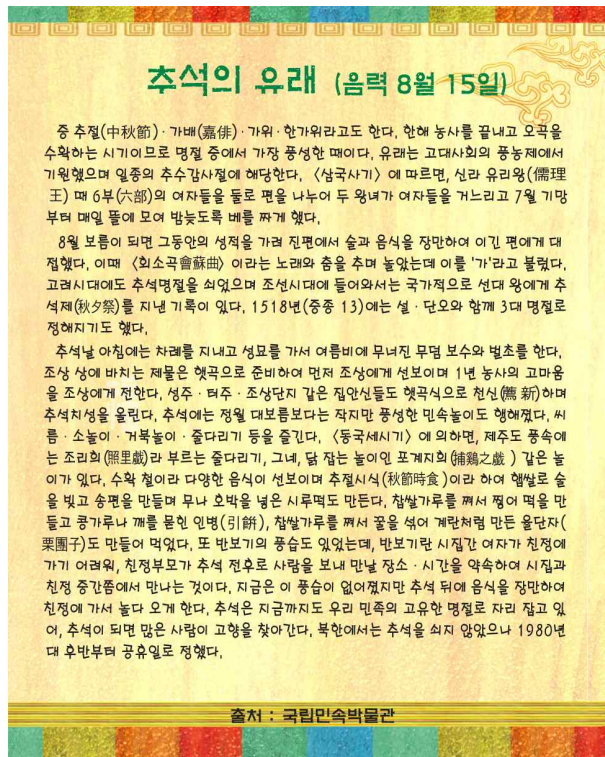 추석의 유래 (음력 8월 15일)
중 추절(中秋節)·가배(嘉俳)·가위·한가위라고도 한다. 한해 농사를 끝내고 오곡을
수확하는 시기이므로 명절 중에서 가장 풍성한 때이다. 유래는 고대사회의 풍농제에서
기원했으며 일종의 추수감사절에 해당한다. 〈삼국사기〉에 따르면, 신라 유리왕(儒理
王) 때 6부(六部)의 여자들을 둘로 편을 나누어 두 왕녀가 여자들을 거느리고 7월 기망
부터 매일 뜰에 모여 밤늦도록 베를 짜게 했다.
8월 보름이 되면 그동안의 성적을 가려 진편에서 술과 음식을 장만하여 이긴 편에게 대
접했다. 이때 〈회소곡會蘇曲〉이라는 노래와 춤을 추며 놀았는데 이를 '가'라고 불렀다.
고려시대에도 추석명절을 쇠었으며 조선시대에 들어와서는 국가적으로 선대 왕에게 추
석제(秋夕祭)를 지낸 기록이 있다. 1518년(중종 13)에는 설·단오와 함께 3대 명절로
정해지기도 했다.
추석날 아침에는 차례를 지내고 성묘를 가서 여름비에 무너진 무덤 보수와 벌초를 한다.
조상 상에 바치는 제물은 햇곡으로 준비하여 먼저 조상에게 선보이며 1년 농사의 고마움
을 조상에게 전한다. 성주·터주·조상단지 같은 집안신들도 햇곡식으로 천신(薦 新)하며
추석치성을 올린다. 추석에는 정월 대보름보다는 작지만 풍성한 민속놀이도 행해졌다. 씨
름·소놀이·거북놀이·줄다리기 등을 즐긴다. 〈동국세시기〉에 의하면, 제주도 풍속에
는 조리희(照里戱)라 부르는 줄다리기, 그네, 닭 잡는 놀이인 포계지희(捕鷄之戱 ) 같은 놀
이가 있다. 수확 철이라 다양한 음식이 선보이며 추절시식(秋節時食)이라 하여 햅쌀로 술
을 빚고 송편을 만들며 무나 호박을 넣은 시루떡도 만든다. 찹쌀가루를 쪄서 찧어 떡을 만
들고 콩가루나 깨를 묻힌 인병(引餠), 찹쌀가루를 쪄서 꿀을 섞어 계란처럼 만든 율단자(
栗團子)도 만들어 먹었다. 또 반보기의 풍습도 있었는데, 반보기란 시집간 여자가 친정에
가기 어려워, 친정부모가 추석 전후로 사람을 보내 만날 장소·시간을 약속하여 시집과
친정 중간쯤에서 만나는 것이다. 지금은 이 풍습이 없어졌지만 추석 뒤에 음식을 장만하여
친정에 가서 놀다 오게 한다. 추석은 지금까지도 우리 민족의 고유한 명절로 자리 잡고 있
어, 추석이 되면 많은 사람이 고향을 찾아간다. 북한에서는 추석을 쇠지 않았으나 1980년
대 후반부터 공휴일로 정했다.
출처 : 국립민속박물관